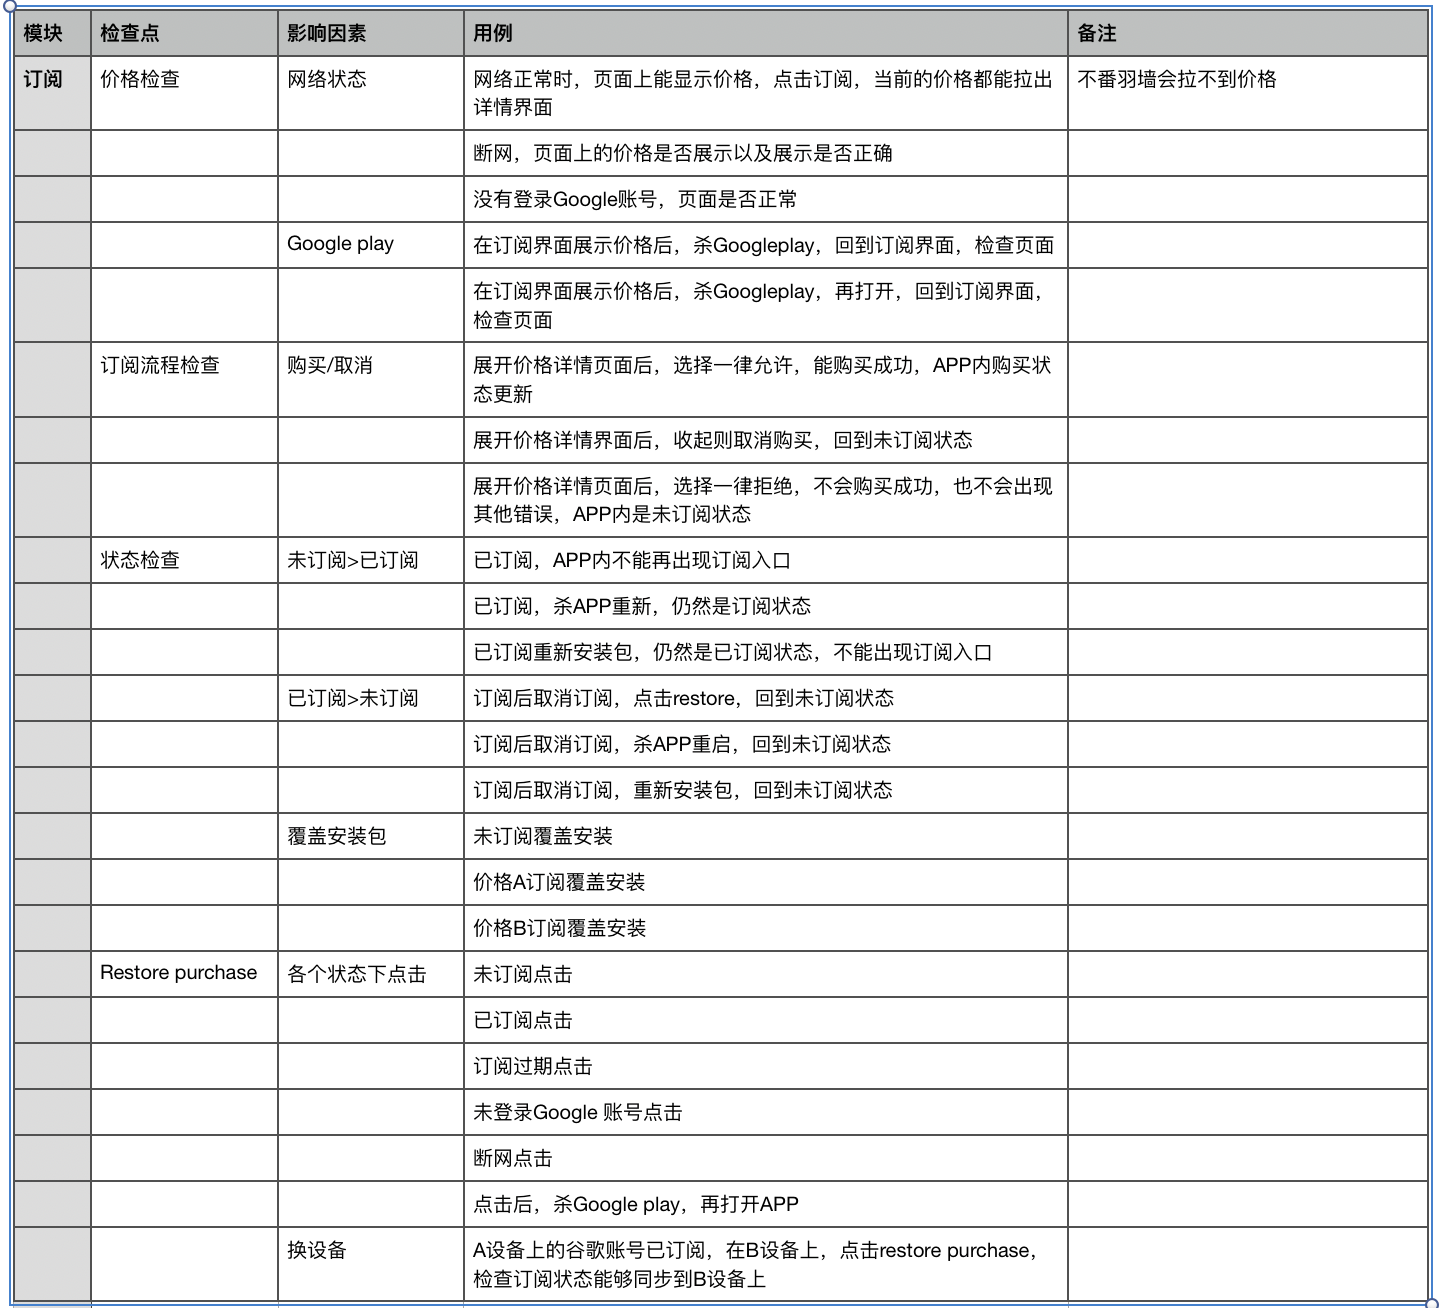 模块 检查点 影响因素 用例 备注
订阅 价格检查 网络状态 网络正常时，页面上能显示价格，点击订阅，当前的价格都能拉出 不番羽墙会拉不到价格
详情界面
断网，页面上的价格是否展示以及展示是否正确
没有登录Google账号，页面是否正常
Google play 在订阅界面展示价格后，杀Googleplay，回到订阅界面，检查页面
在订阅界面展示价格后，杀Googleplay，再打开，回到订阅界面，
检查页面
订阅流程检查 购买/取消 展开价格详情页面后，选择一律允许，能购买成功，APP内购买状
态更新
展开价格详情界面后，收起则取消购买，回到未订阅状态
展开价格详情页面后，选择一律拒绝，不会购买成功，也不会出现
其他错误，APP内是未订阅状态
状态检查 未订阅>已订阅 已订阅，APP内不能再出现订阅入口
已订阅，杀APP重新，仍然是订阅状态
已订阅重新安装包，仍然是已订阅状态，不能出现订阅入口
已订阅>未订阅 订阅后取消订阅，点击restore，回到未订阅状态
订阅后取消订阅，杀APP重启，回到未订阅状态
订阅后取消订阅，重新安装包，回到未订阅状态
覆盖安装包 未订阅覆盖安装
价格A订阅覆盖安装
价格B订阅覆盖安装
Restore purchase 各个状态下点击 未订阅点击
已订阅点击
订阅过期点击
未登录Google 账号点击
断网点击
点击后，杀Google play，再打开APP
换设备 A设备上的谷歌账号已订阅，在B设备上，点击restore purchase，
检查订阅状态能够同步到B设备上